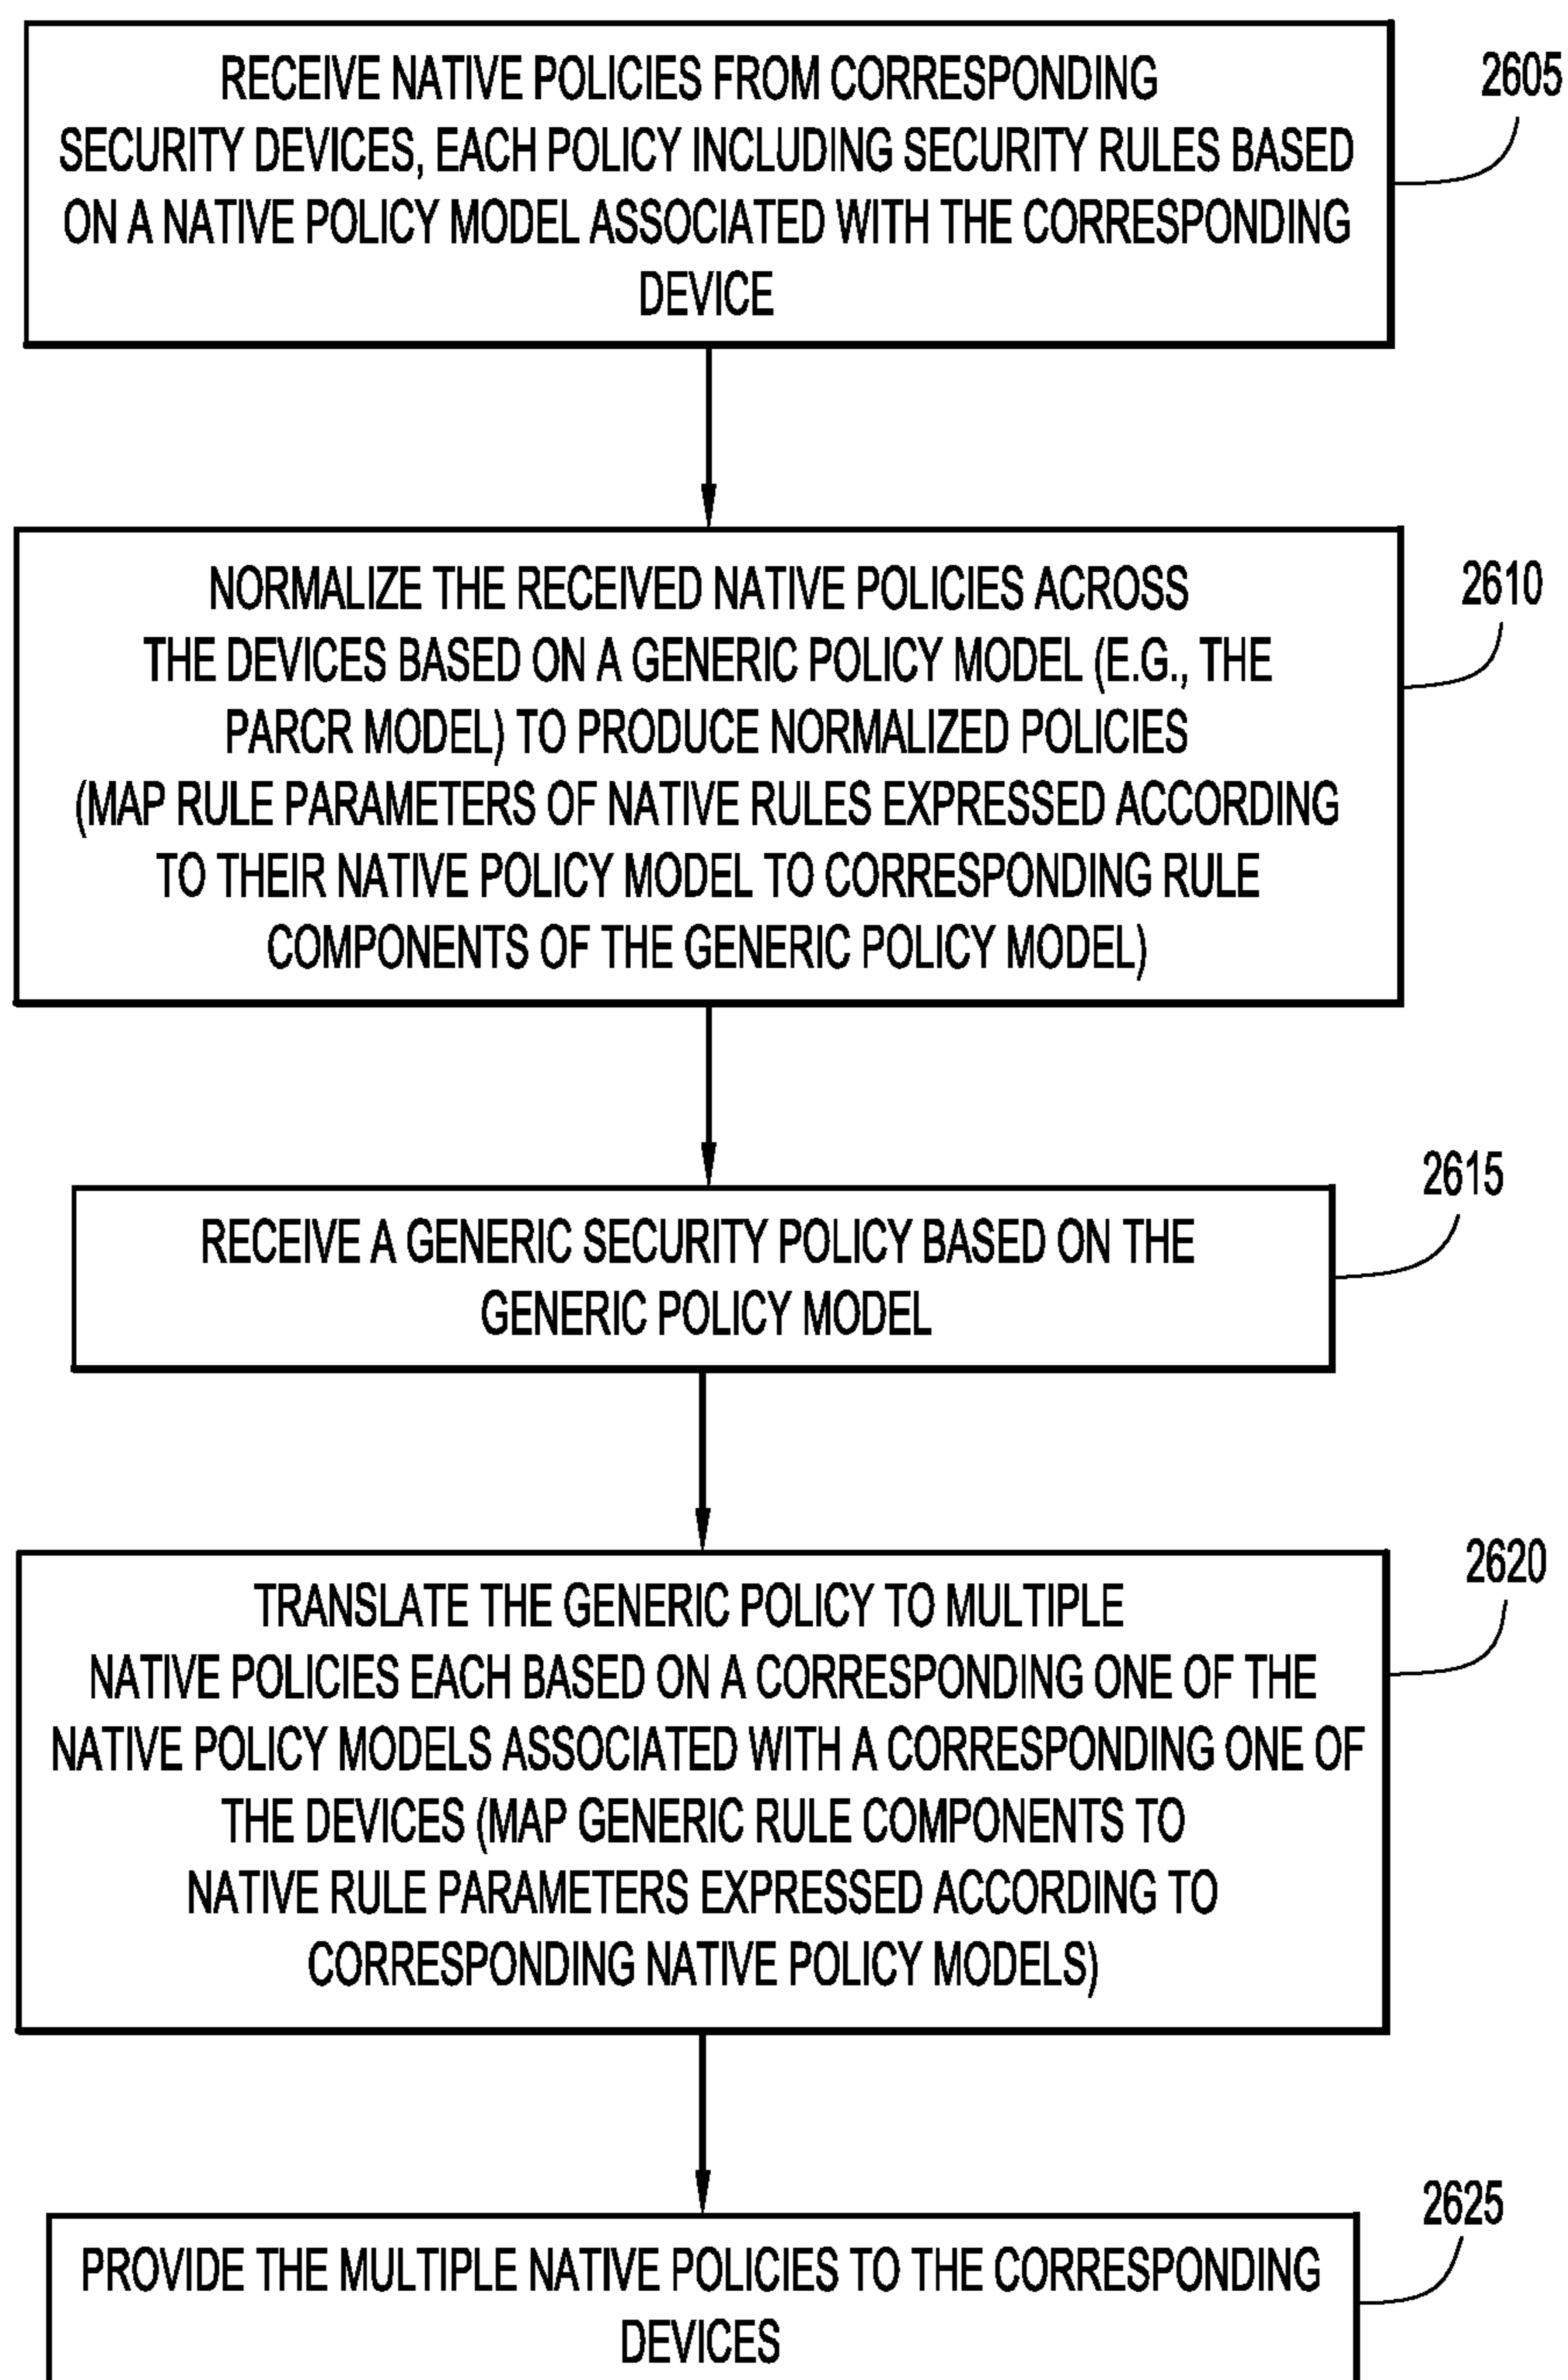 RECEIVE NATIVE POLICIES FROM CORRESPONDING
SECURITY DEVICES, EACH POLICY INCLUDING SECURITY RULES BASED
ON A NATIVE POLICY MODEL ASSOCIATED WITH THE CORRESPONDING
DEVICE
2605
NORMALIZE THE RECEIVED NATIVE POLICIES ACROSS
THE DEVICES BASED ON A GENERIC POLICY MODEL (E.G., THE
PARCR MODEL) TO PRODUCE NORMALIZED POLICIES
(MAP RULE PARAMETERS OF NATIVE RULES EXPRESSED ACCORDING
TO THEIR NATIVE POLICY MODEL TO CORRESPONDING RULE
COMPONENTS OF THE GENERIC POLICY MODEL)
2610
RECEIVE A GENERIC SECURITY POLICY BASED ON THE
GENERIC POLICY MODEL
2615
TRANSLATE THE GENERIC POLICY TO MULTIPLE
NATIVE POLICIES EACH BASED ON A CORRESPONDING ONE OF THE
NATIVE POLICY MODELS ASSOCIATED WITH A CORRESPONDING ONE OF
THE DEVICES (MAP GENERIC RULE COMPONENTS TO
NATIVE RULE PARAMETERS EXPRESSED ACCORDING TO
CORRESPONDING NATIVE POLICY MODELS)
2620
PROVIDE THE MULTIPLE NATIVE POLICIES TO THE CORRESPONDING
DEVICES
2625